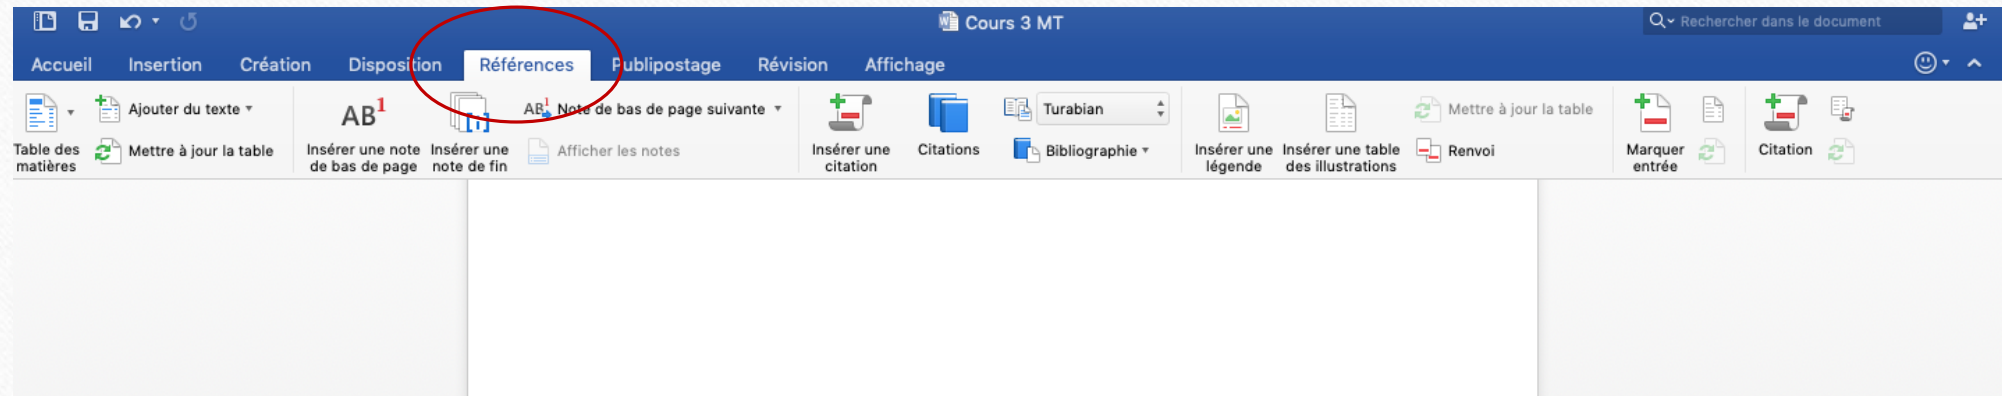 Cours 3 MT
Rechercher dans le document
Accueil Insertion Création Disposition Références Publipostage Révision Affichage
Ajouter du texte
AB1
AB1 Note de bas de page suivante
Turabian
Mettre à jour la table
Table des
matières
Mettre à jour la table
Insérer une note
de bas de page
Insérer une
note de fin
Afficher les notes
Insérer une
citation
Citations
Bibliographie
Insérer une
légende
Insérer une table
des illustrations
Renvoi
Marquer
entrée
Citation